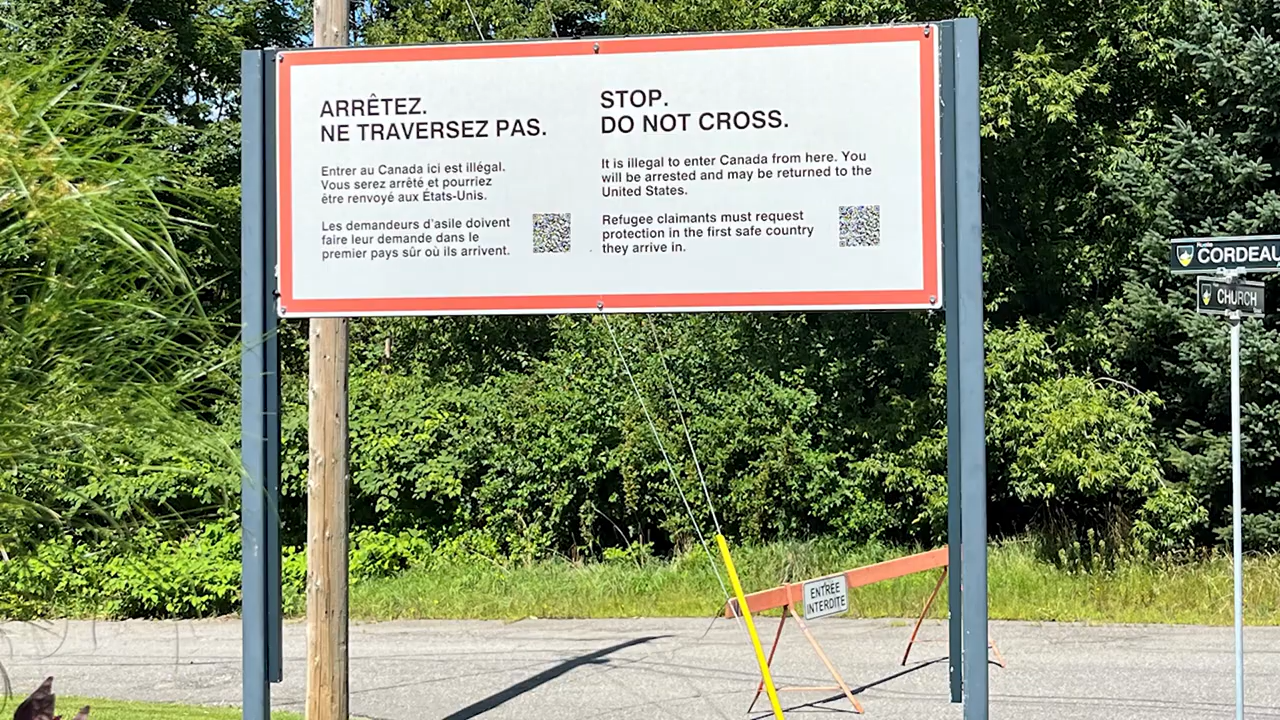 ARRÊTEZ.
NE TRAVERSEZ PAS.
Entrer au Canada ici est illégal.
Vous serez arrêté et pourriez
être renvoyé aux États-Unis.
Les demandeurs d'asile doivent
faire leur demande dans le
premier pays sûr où ils arrivent.
STOP.
DO NOT CROSS.
It is illegal to enter Canada from here. You
will be arrested and may be returned to the
United States.
Refugee claimants must request
protection in the first safe country
they arrive in.
CORDEAU
CHURCH
ENTRÉE
INTERDITE